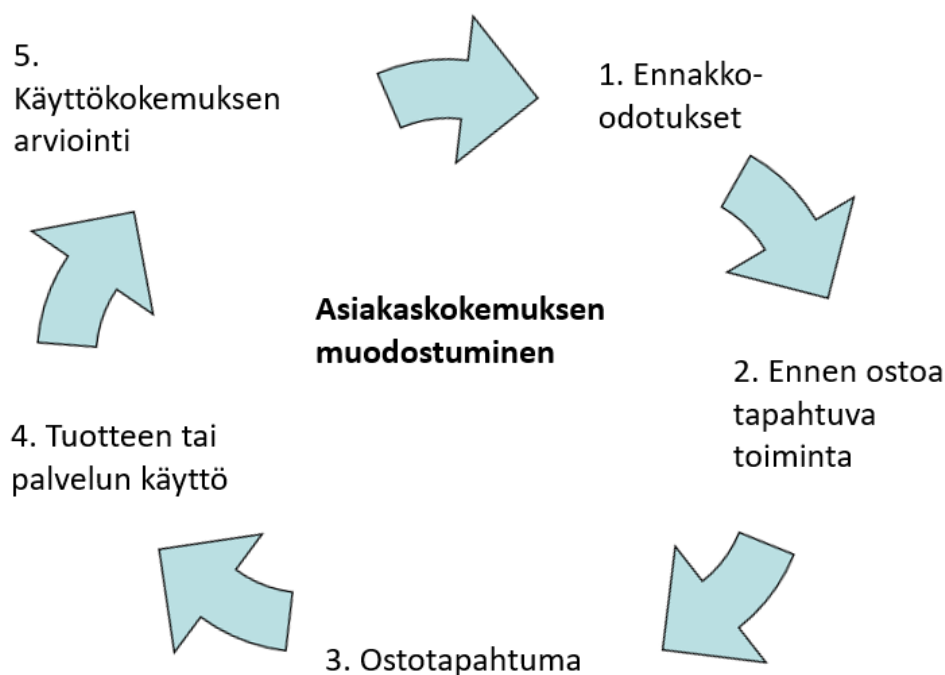 5.
Käyttökokemuksen
arviointi
1. Ennakko-
odotukset
Asiakaskokemuksen
muodostuminen
2. Ennen ostoa
tapahtuva
toiminta
4. Tuotteen tai
palvelun käyttö
3. Ostotapahtuma